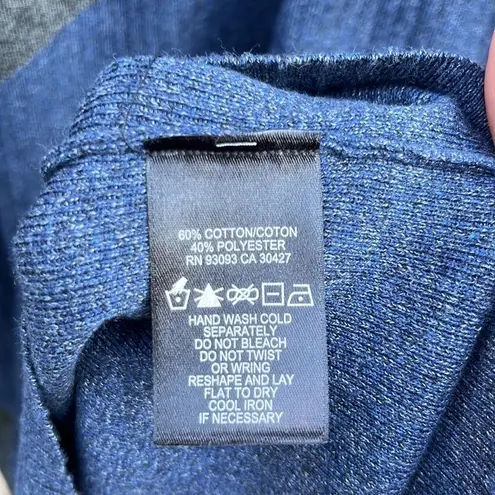 60% COTTON/COTON
40% POLYESTER
RN 93093 CA 30427
HAND WASH COLD
SEPARATELY
DO NOT BLEACH
DO NOT TWIST
OR WRING
RESHAPE AND LAY
FLAT TO DRY
COOL IRON
IF NECESSARY